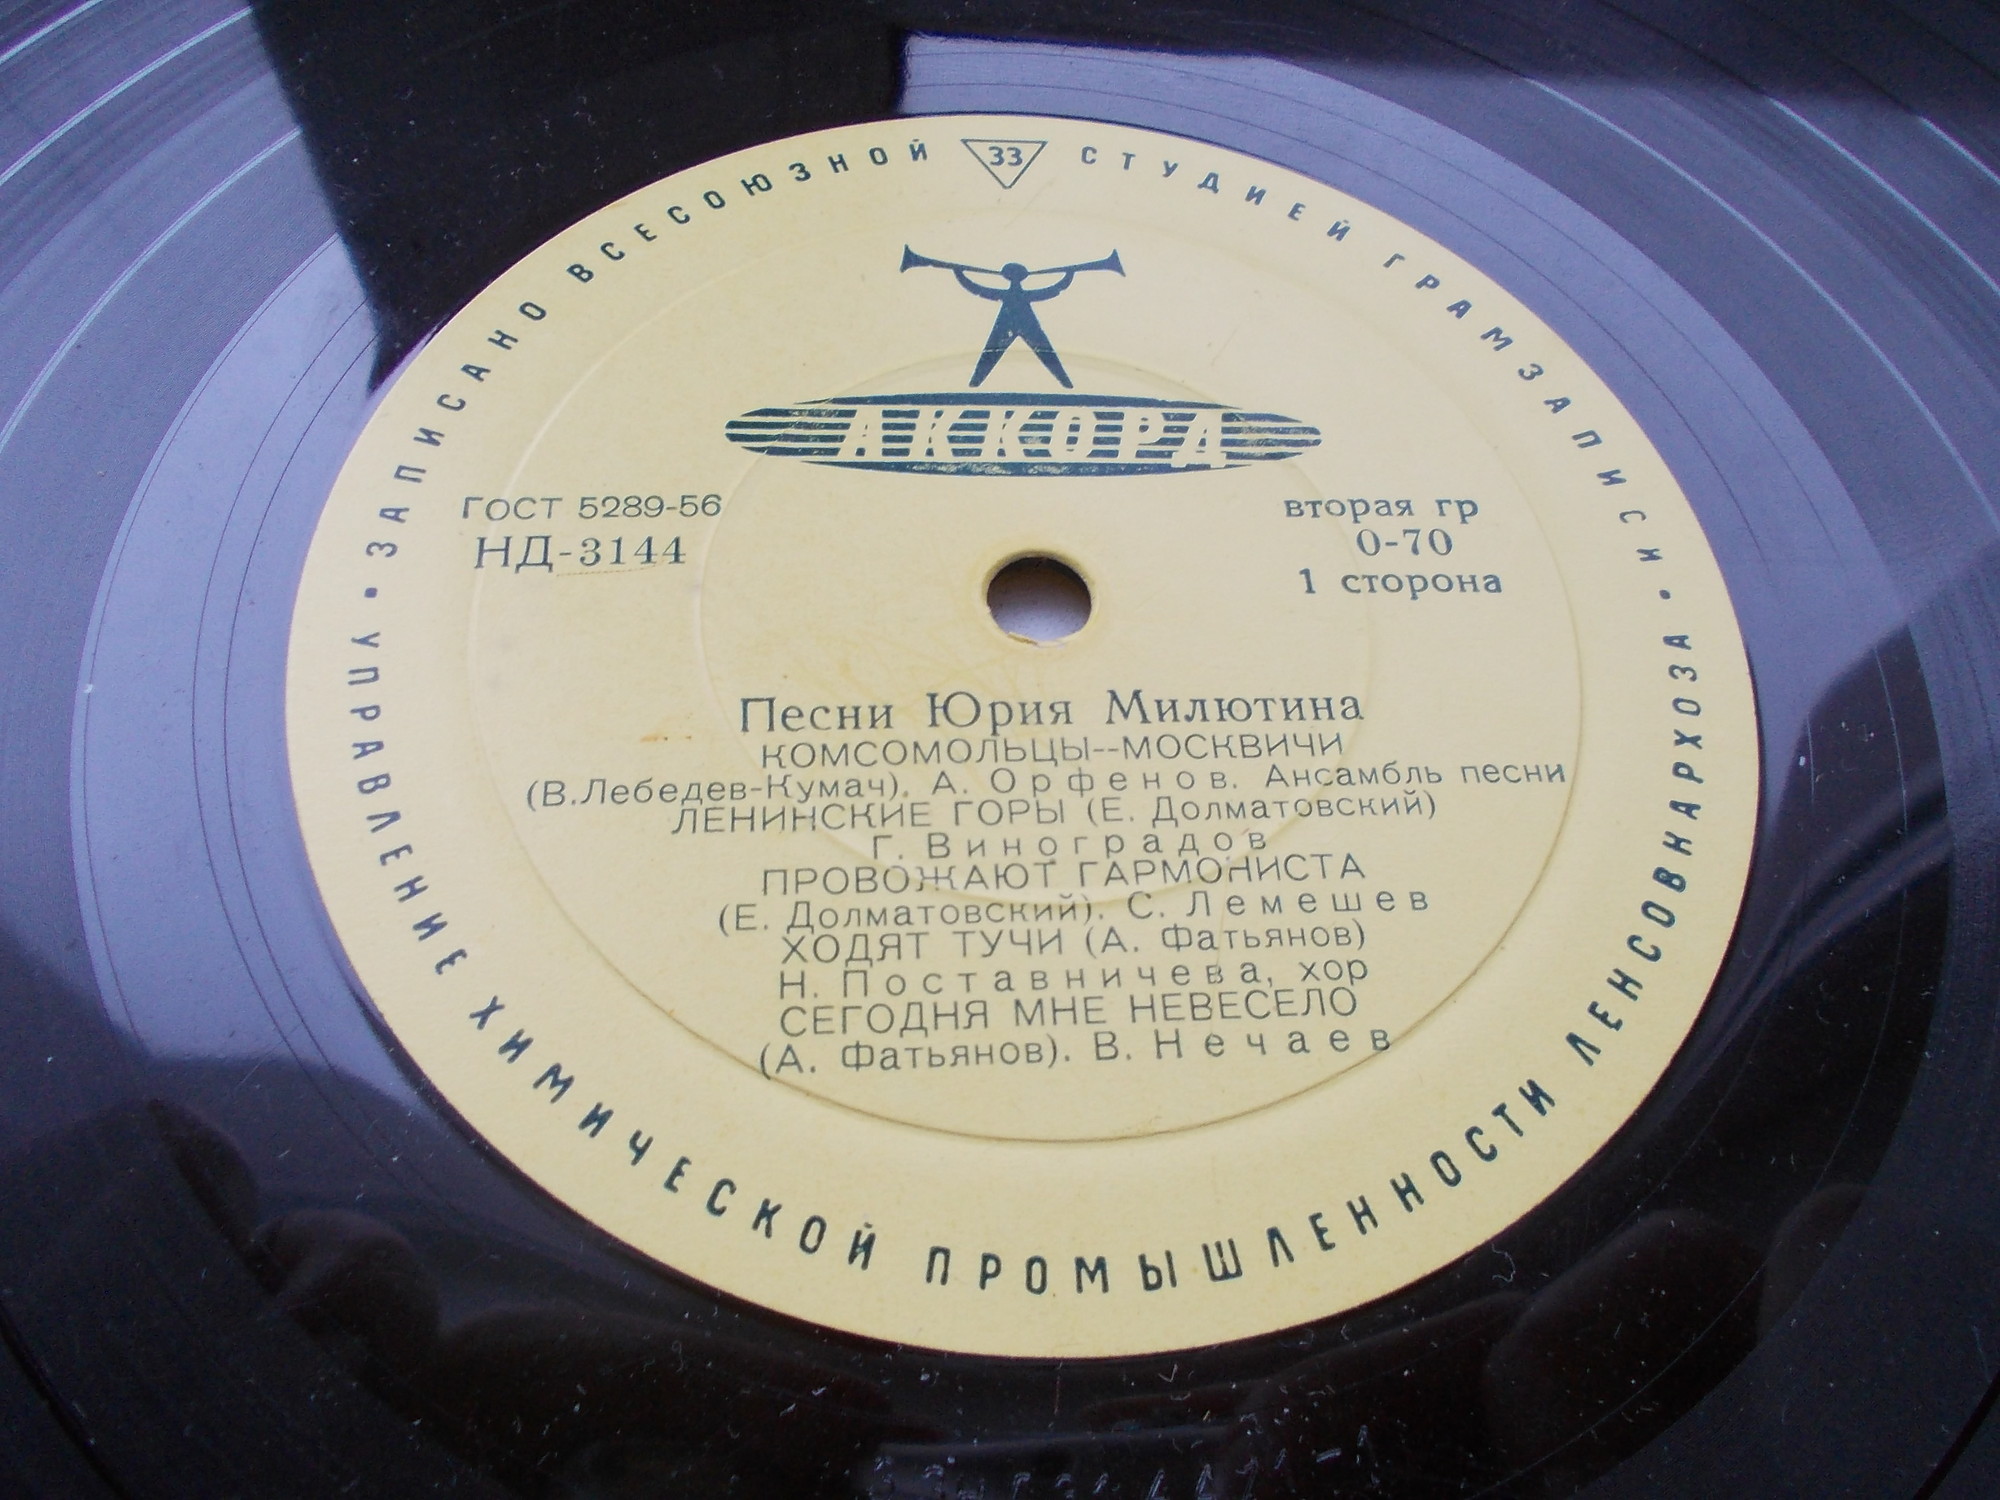 ЗАПИСАНО ВСЕСОЮЗНОЙ 33 СТУДИЕЙ ГРАМЗАПИСИ
АККОРД
ГОСТ 5289-56
НД-3144
вторая гр
0-70
1 сторона
Песни Юрия Милютина
КОМСОМОЛЬЦЫ--МОСКВИЧИ
(В.Лебедев-Кумач). А. Орфенов. Ансамбль песни
ЛЕНИНСКИЕ ГОРЫ (Е. Долматовский)
Г. Виноградов
ПРОВОЖАЮТ ГАРМОНИСТА
(Е. Долматовский). С. Лемешев
ХОДЯТ ТУЧИ (А. Фатьянов)
Н. Поставничева, хор
СЕГОДНЯ МНЕ НЕВЕСЕЛО
(А. Фатьянов). В. Нечаев
• УПРАВЛЕНИЕ ХИМИЧЕСКОЙ ПРОМЫШЛЕННОСТИ ЛЕНСОВНАРХОЗА •